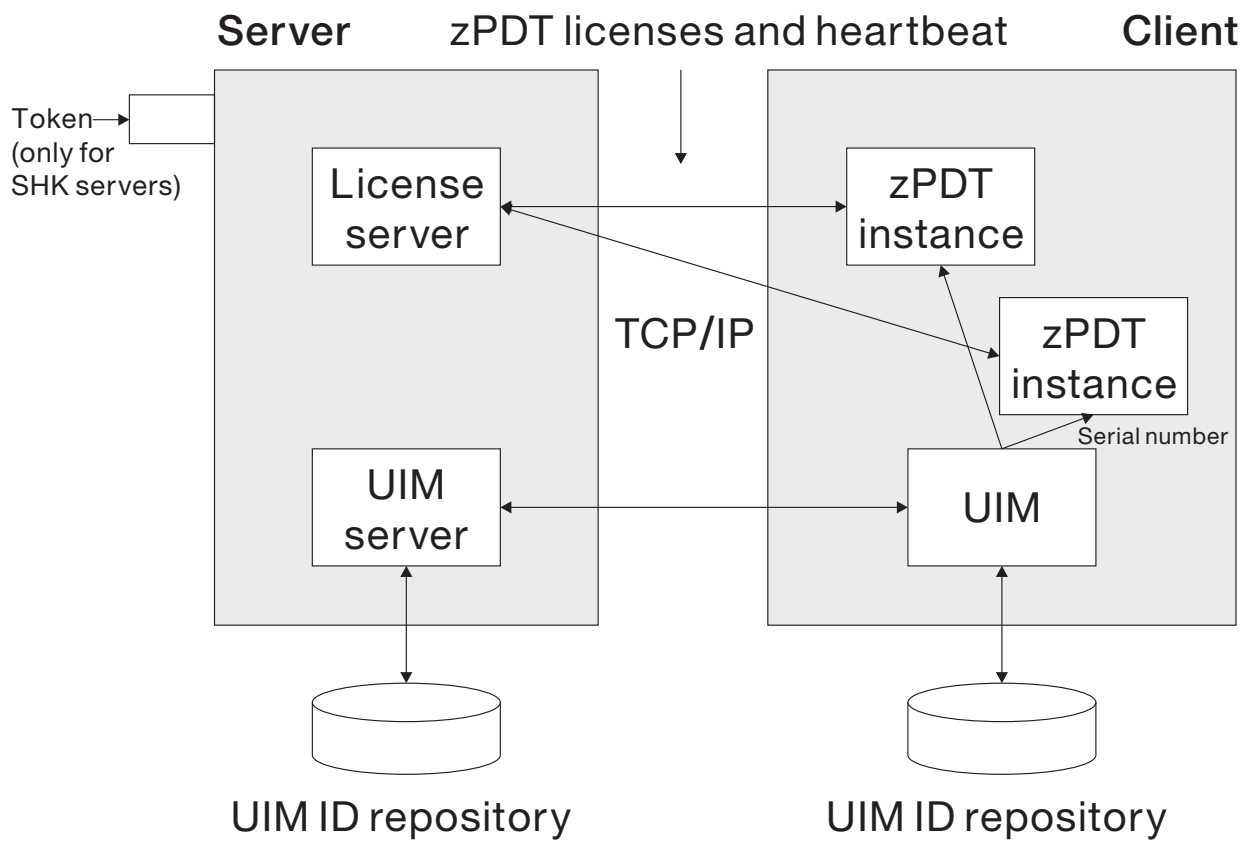 Server
zPDT licenses and heartbeat
Client
Token
(only for
SHK servers)
License
server
zPDT
instance
TCP/IP
zPDT
instance
Serial number
UIM
server
UIM
UIM ID repository
UIM ID repository